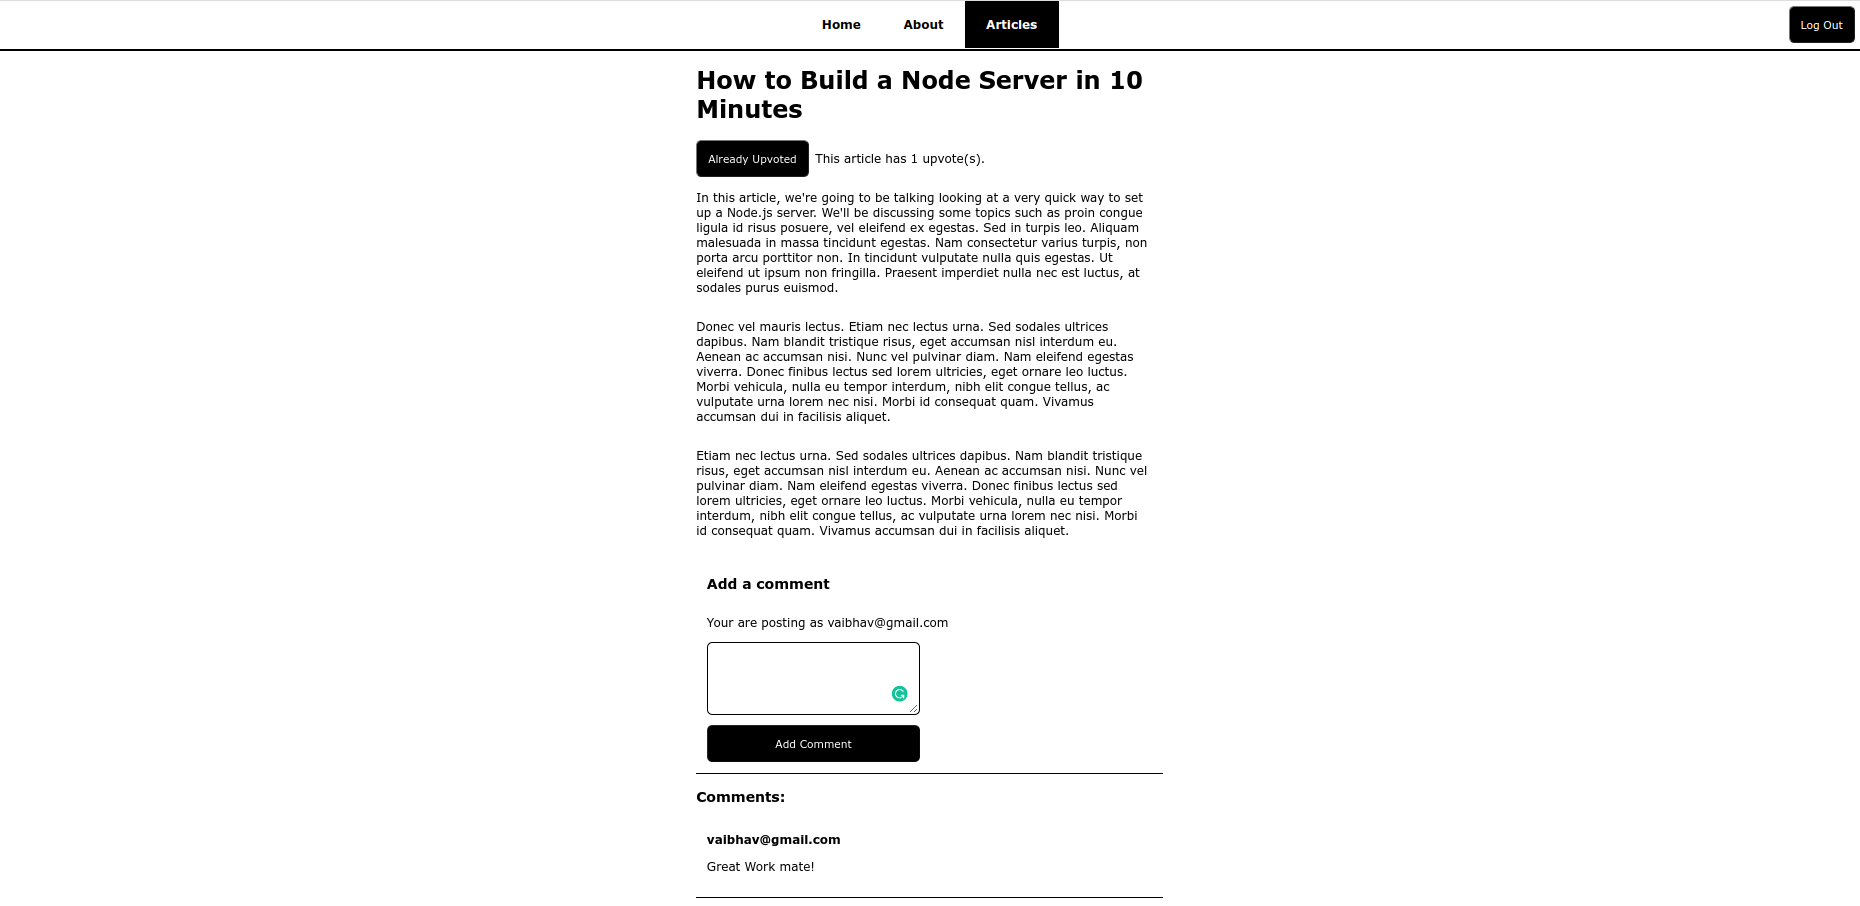 Home
About
Articles
Log Out
How to Build a Node Server in 10
Minutes
Already Upvoted
This article has 1 upvote(s).
In this article, we're going to be talking looking at a very quick way to set
up a Node.js server. We'll be discussing some topics such as proin congue
ligula id risus posuere, vel eleifend ex egestas. Sed in turpis leo. Aliquam
malesuada in massa tincidunt egestas. Nam consectetur varius turpis, non
porta arcu porttitor non. In tincidunt vulputate nulla quis egestas. Ut
eleifend ut ipsum non fringilla. Praesent imperdiet nulla nec est luctus, at
sodales purus euismod.
Donec vel mauris lectus. Etiam nec lectus urna. Sed sodales ultrices
dapibus. Nam blandit tristique risus, eget accumsan nisl interdum eu.
Aenean ac accumsan nisi. Nunc vel pulvinar diam. Nam eleifend egestas
viverra. Donec finibus lectus sed lorem ultricies, eget ornare leo luctus.
Morbi vehicula, nulla eu tempor interdum, nibh elit congue tellus, ac
vulputate urna lorem nec nisi. Morbi id consequat quam. Vivamus
accumsan dui in facilisis aliquet.
Etiam nec lectus urna. Sed sodales ultrices dapibus. Nam blandit tristique
risus, eget accumsan nisl interdum eu. Aenean ac accumsan nisi. Nunc vel
pulvinar diam. Nam eleifend egestas viverra. Donec finibus lectus sed
lorem ultricies, eget ornare leo luctus. Morbi vehicula, nulla eu tempor
interdum, nibh elit congue tellus, ac vulputate urna lorem nec nisi. Morbi
id consequat quam. Vivamus accumsan dui in facilisis aliquet.
Add a comment
Your are posting as vaibhav@gmail.com
Add Comment
Comments:
vaibhav@gmail.com
Great Work mate!